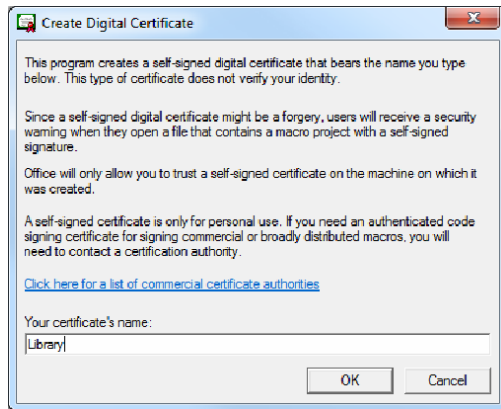 Create Digital Certificate
This program creates a self-signed digital certificate that bears the name you type
below. This type of certificate does not verify your identity.
Since a self-signed digital certificate might be a forgery, users will receive a security
warning when they open a file that contains a macro project with a self-signed
signature.
Office will only allow you to trust a self-signed certificate on the machine on which it
was created.
A self-signed certificate is only for personal use. If you need an authenticated code
signing certificate for signing commercial or broadly distributed macros, you will
need to contact a certification authority.
Click here for a list of commercial certificate authorities
Your certificate's name:
Library
OK Cancel